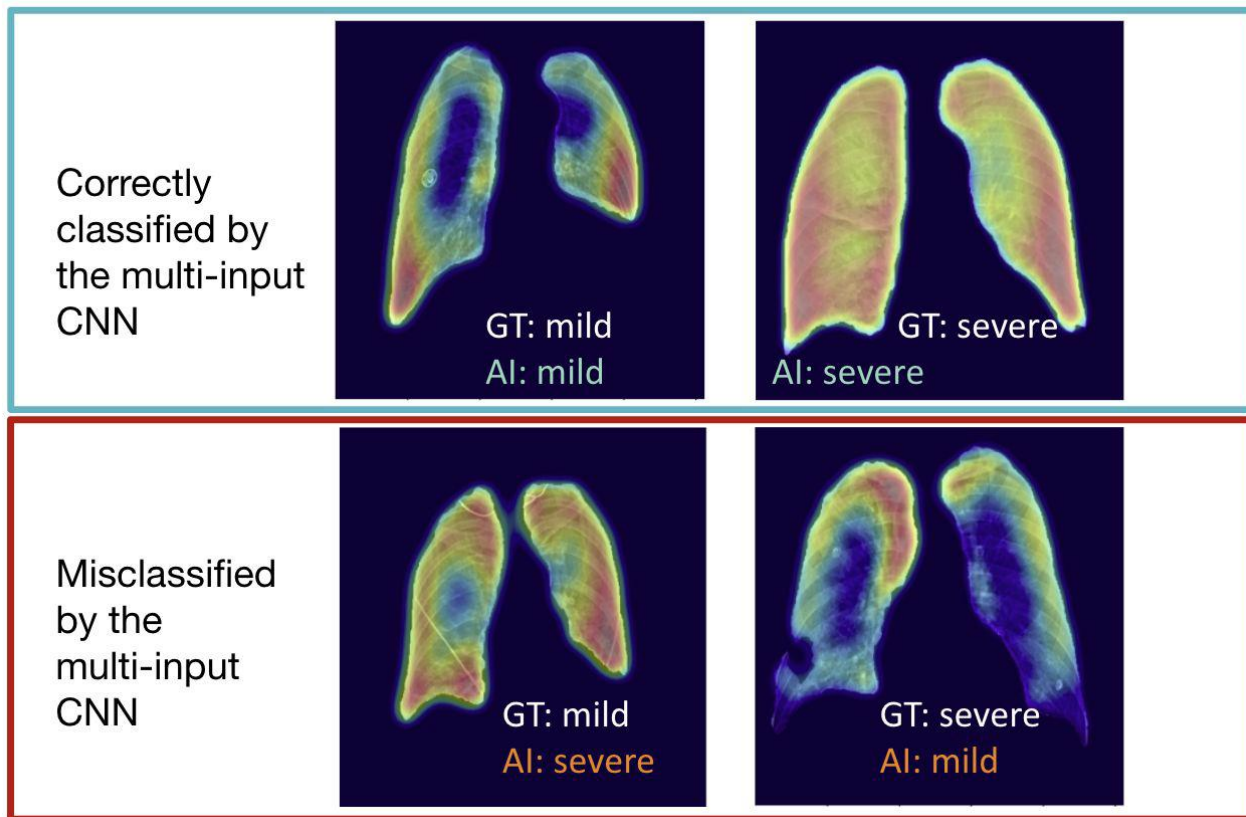 Correctly
classified by
the multi-input
CNN
GT: mild
AI: mild
GT: severe
AI: severe
Misclassified
by the
multi-input
CNN
GT: mild
AI: severe
GT: severe
AI: mild